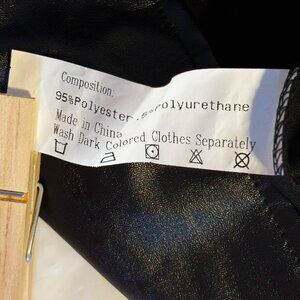 Composition:
95%Polyester.5%Polyurethane
Made in China
Wash Dark Colored Clothes Separately